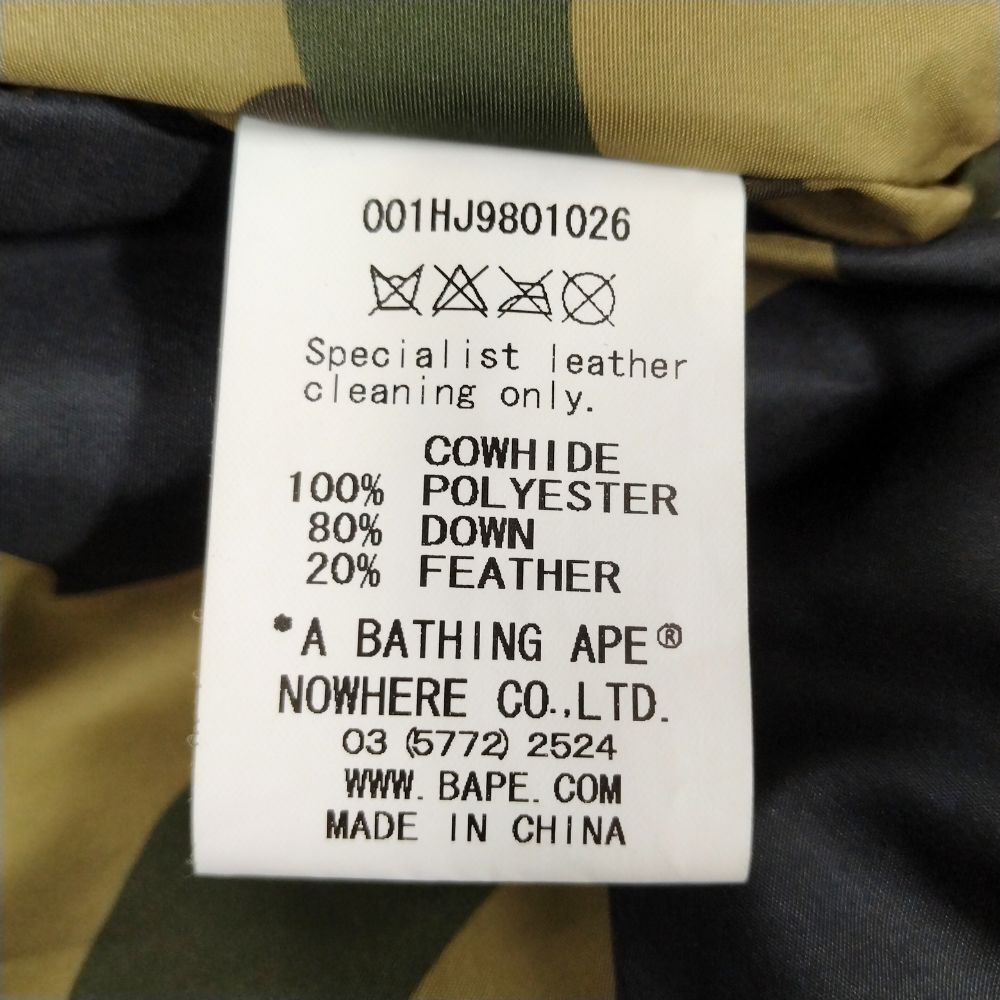 001HJ9801026
Specialist leather
cleaning only.
COWHIDE
100% POLYESTER
80% DOWN
20% FEATHER
*A BATHING APE®
NOWHERE CO.,LTD.
03 (5772) 2524
WWW. BAPE. COM
MADE IN CHINA